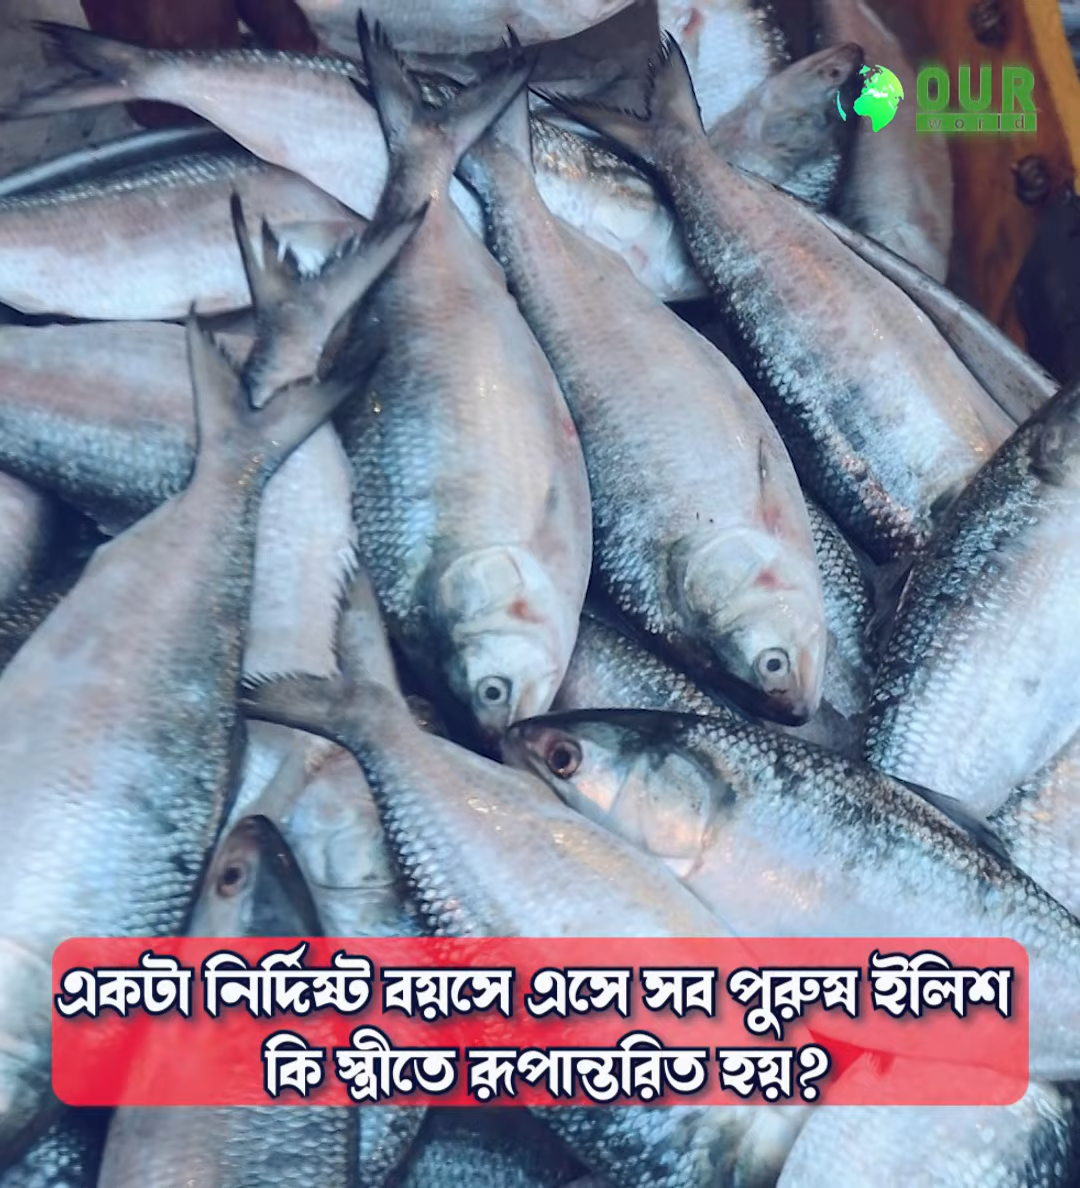 OUR
world
একটা নির্দিষ্ট বয়সে এসে সব পুরুষ ইলিশ
কি স্ত্রীতে রূপান্তরিত হয়?